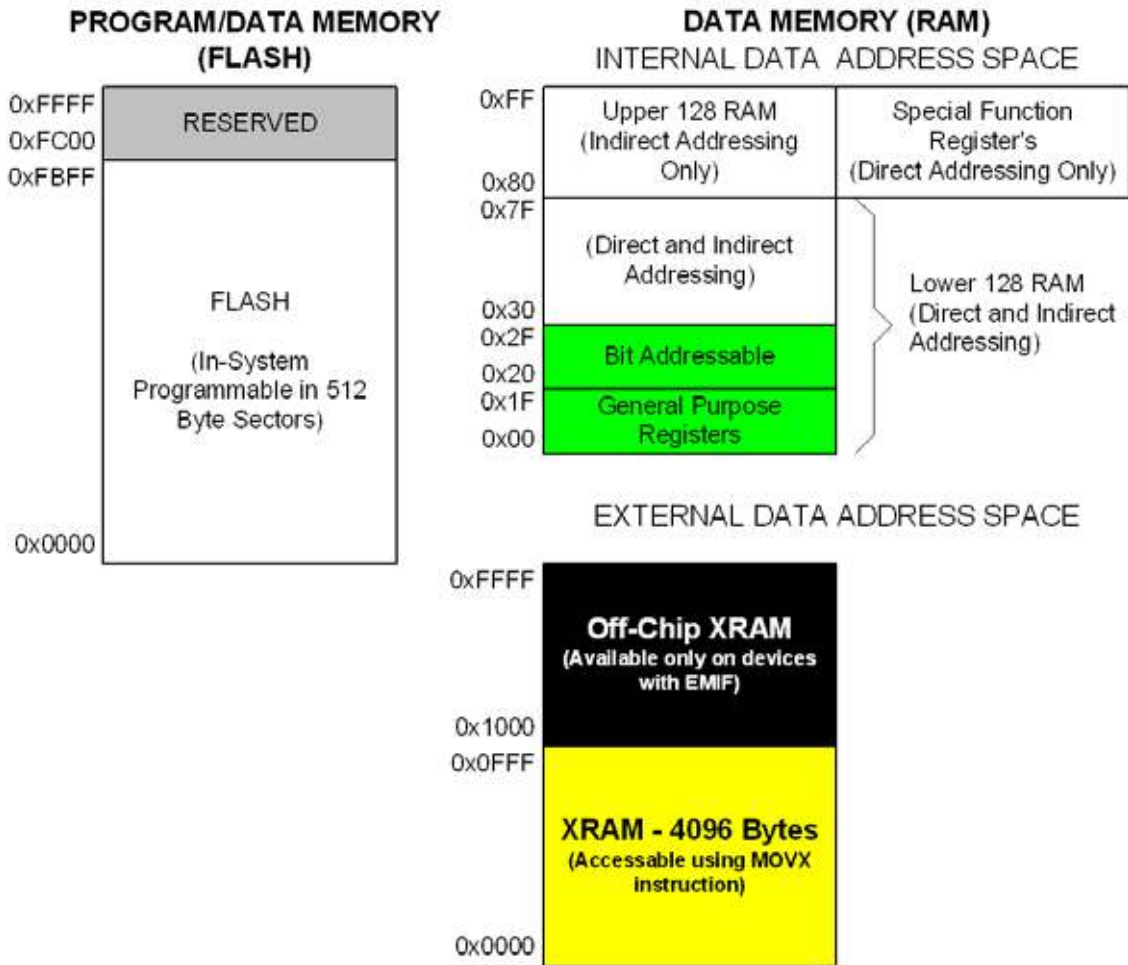 PROGRAM/DATA MEMORY
(FLASH)
0xFFFF
RESERVED
0xFC00
0xFBFF
FLASH
(In-System
Programmable in 512
Byte Sectors)
0x0000
DATA MEMORY (RAM)
INTERNAL DATA ADDRESS SPACE
0xFF
Upper 128 RAM
(Indirect Addressing
Only)
0x80
Special Function
Register's
(Direct Addressing Only)
0x7F
(Direct and Indirect
Addressing)
0x30
0x2F
Bit Addressable
0x20
0x1F
General Purpose
Registers
0x00
Lower 128 RAM
(Direct and Indirect
Addressing)
EXTERNAL DATA ADDRESS SPACE
0xFFFF
Off-Chip XRAM
(Available only on devices
with EMIF)
0x1000
0x0FFF
XRAM - 4096 Bytes
(Accessable using MOVX
instruction)
0x0000